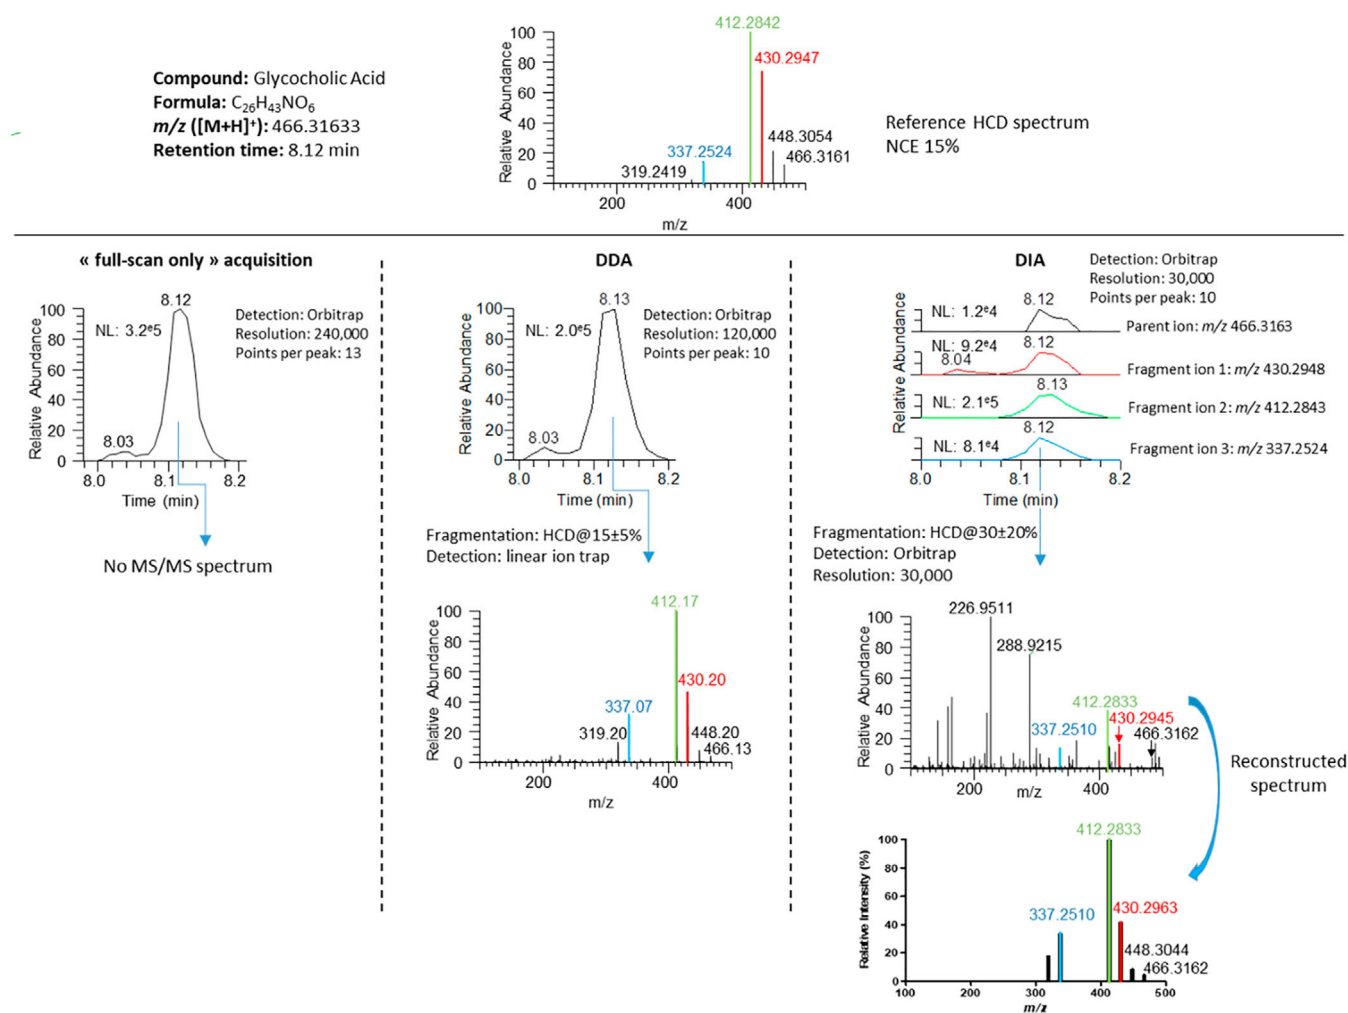 Compound: Glycocholic Acid
Formula: C26H43NO6
m/z ([M+H]+): 466.31633
Retention time: 8.12 min
412.2842
430.2947
448.3054
466.3161
337.2524
319.2419
Relative Abundance
100
80
60
40
20
0
200
400
m/z
Reference HCD spectrum
NCE 15%
« full-scan only » acquisition
8.12
NL: 3.2e5
Detection: Orbitrap
Resolution: 240,000
Points per peak: 13
Relative Abundance
100
80
60
40
20
0
8.03
8.0
8.1
8.2
Time (min)
No MS/MS spectrum
DDA
8.13
NL: 2.0e5
Detection: Orbitrap
Resolution: 120,000
Points per peak: 10
Relative Abundance
100
80
60
40
20
0
8.03
8.0
8.1
8.2
Time (min)
Fragmentation: HCD@15±5%
Detection: linear ion trap
412.17
430.20
337.07
319.20
448.20
466.13
Relative Abundance
100
80
60
40
20
0
200
400
m/z
DIA
Detection: Orbitrap
Resolution: 30,000
Points per peak: 10
NL: 1.2e4
8.12
Parent ion: m/z 466.3163
NL: 9.2e4
8.04
8.12
Fragment ion 1: m/z 430.2948
NL: 2.1e5
8.13
Fragment ion 2: m/z 412.2843
NL: 8.1e4
8.12
Fragment ion 3: m/z 337.2524
Relative Abundance
8.0
8.1
8.2
Time (min)
Fragmentation: HCD@30±20%
Detection: Orbitrap
Resolution: 30,000
226.9511
288.9215
412.2833
430.2945
337.2510
466.3162
Relative Abundance
100
80
60
40
20
0
200
400
m/z
Reconstructed
spectrum
412.2833
337.2510
430.2963
448.3044
466.3162
Relative Intensity (%)
100
80
60
40
20
0
100
200
300
400
500
m/z